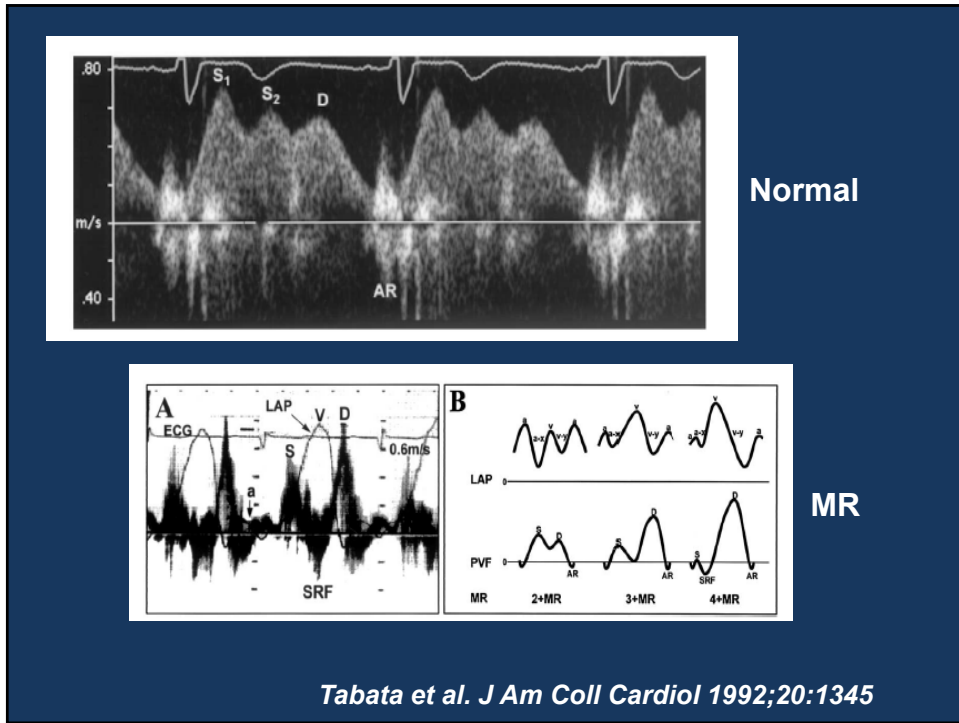 .80
S1
S2
D
m/s
AR
.40
Normal
A
LAP
V
D
ECG
0.6m/s
S
a
SRF
B
v
v
a v a
a-x v-y
a a-x v-y a
a a-x v-y a
LAP 0
S D
S D
S D
PVF 0
AR AR SRF AR
MR 2+MR 3+MR 4+MR
MR
Tabata et al. J Am Coll Cardiol 1992;20:1345